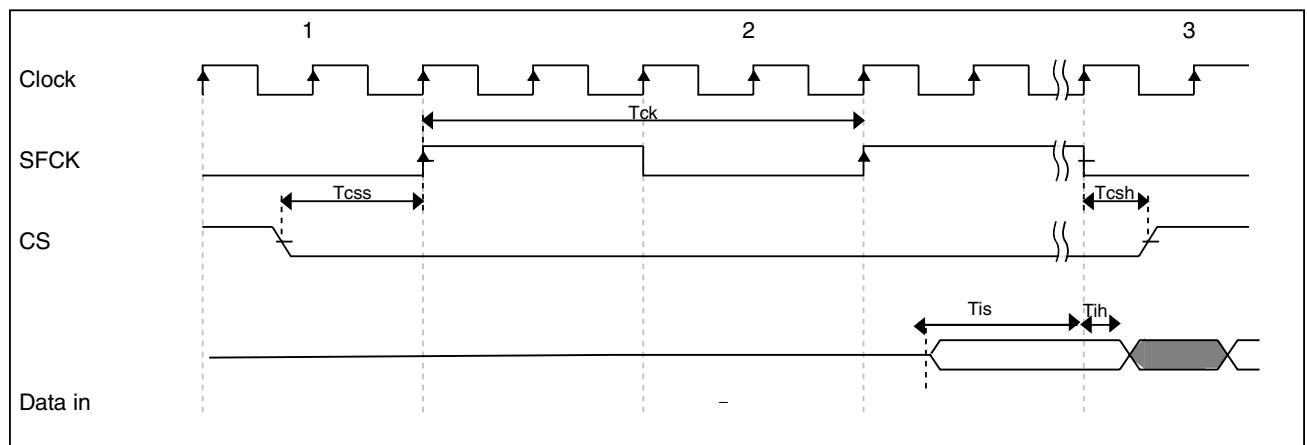 1 2 3
Clock
Tck
SFCK
Tcss Tcsh
CS
Tis Tih
Data in